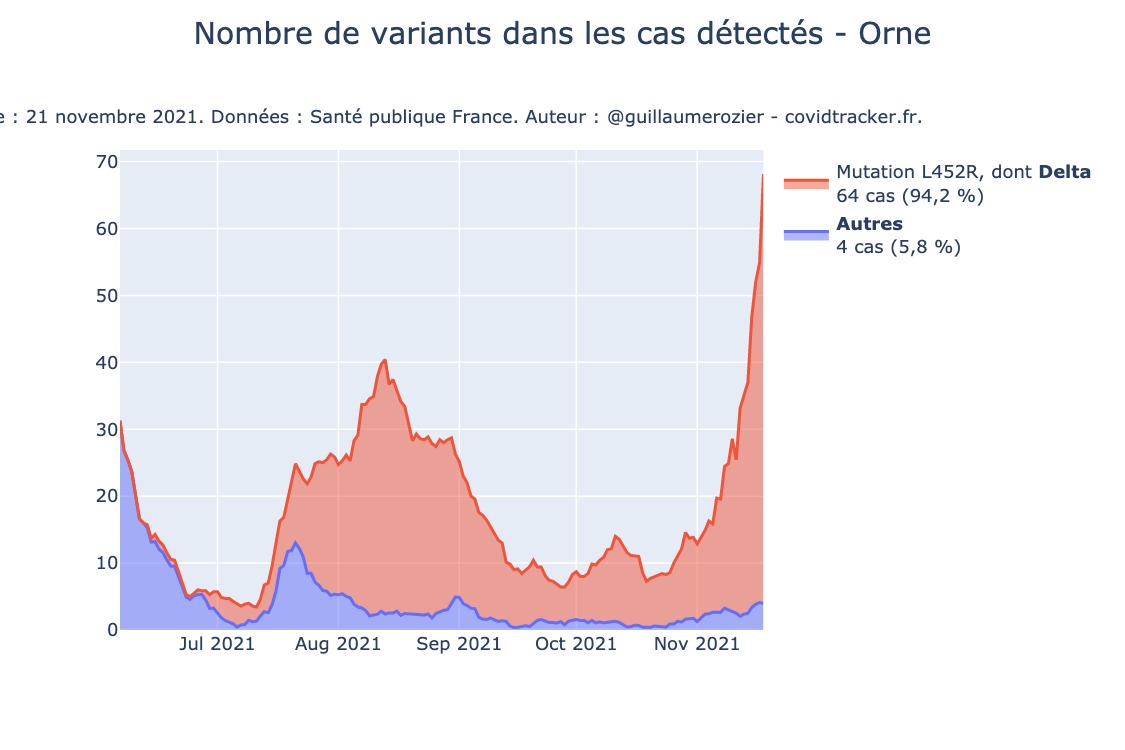 Nombre de variants dans les cas détectés - Orne
: 21 novembre 2021. Données : Santé publique France. Auteur : @guillaumerozier - covidtracker.fr.
Mutation L452R, dont Delta
64 cas (94,2 %)
Autres
4 cas (5,8 %)
70
60
50
40
30
20
10
0
Jul 2021 Aug 2021 Sep 2021 Oct 2021 Nov 2021